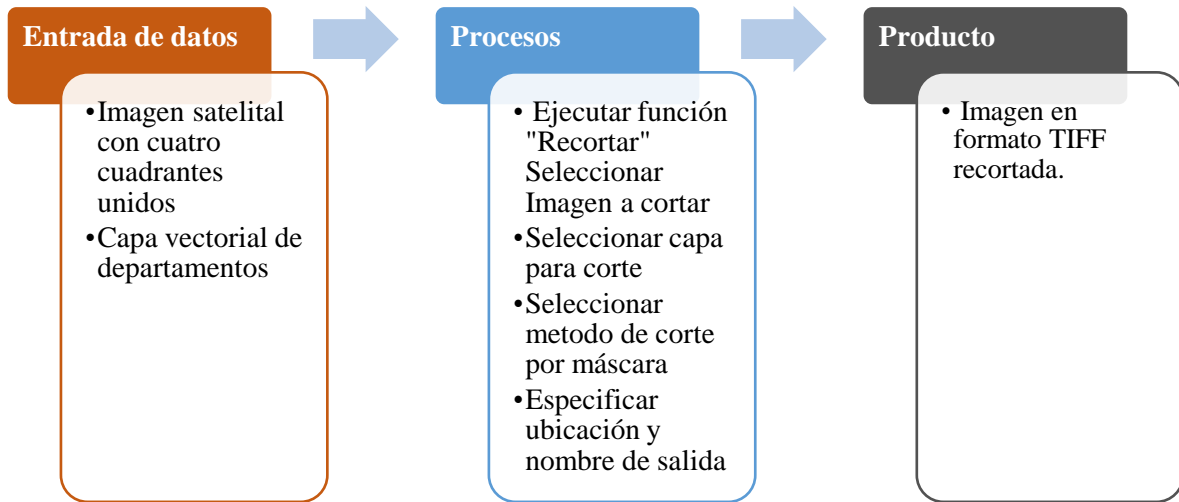 Entrada de datos
•Imagen satelital
con cuatro
cuadrantes
unidos
•Capa vectorial de
departamentos
Procesos
• Ejecutar función
"Recortar"
Seleccionar
Imagen a cortar
•Seleccionar capa
para corte
•Seleccionar
metodo de corte
por máscara
•Especificar
ubicación y
nombre de salida
Producto
• Imagen en
formato TIFF
recortada.